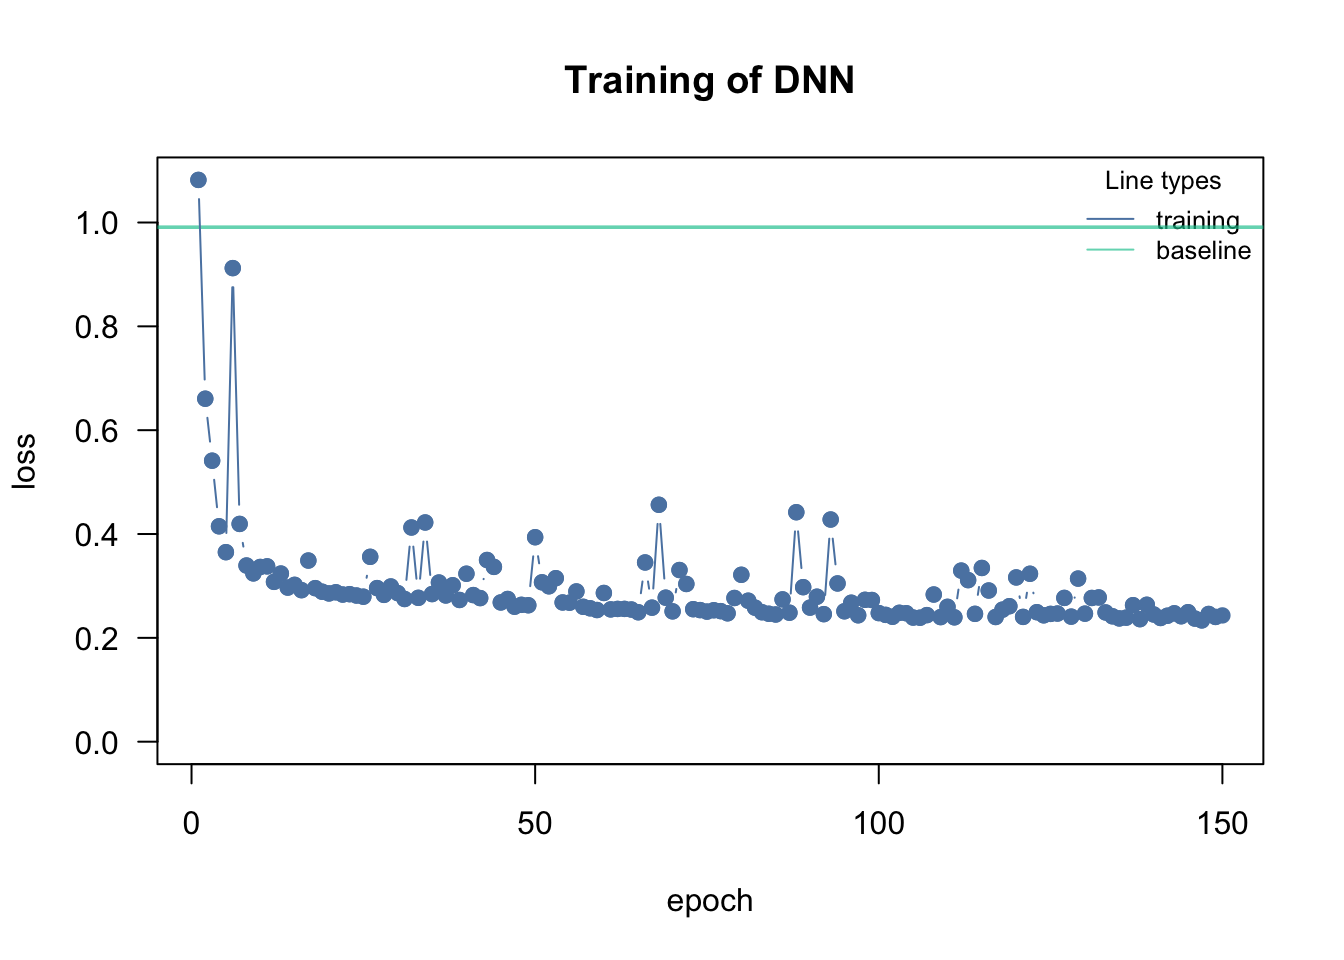 Training of DNN
Line types
training
baseline
1.0
0.8
0.6
0.4
0.2
0.0
loss
0 50 100 150
epoch